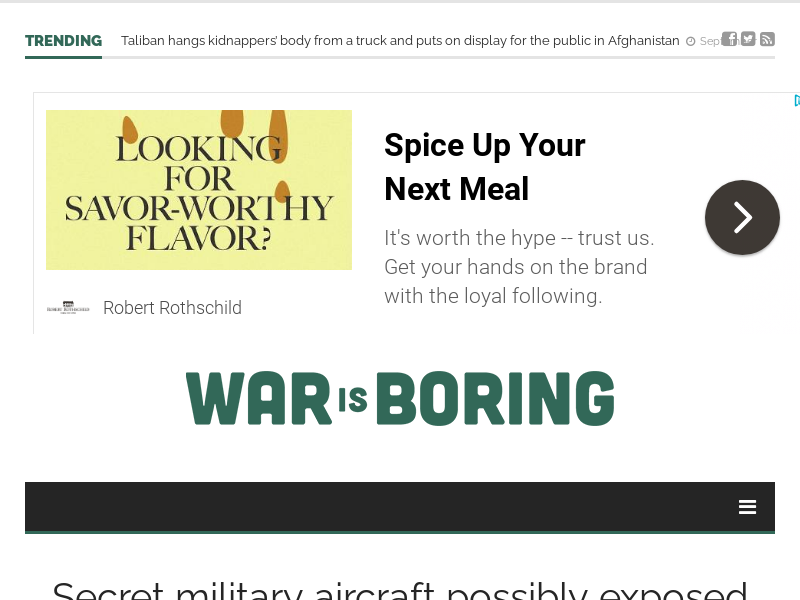 TRENDING Taliban hangs kidnappers' body from a truck and puts on display for the public in Afghanistan
LOOKING
FOR
SAVOR-WORTHY
FLAVOR?
Spice Up Your
Next Meal
It's worth the hype -- trust us.
Get your hands on the brand
with the loyal following.
Robert Rothschild
WAR IS BORING
Secret military aircraft possibly exposed